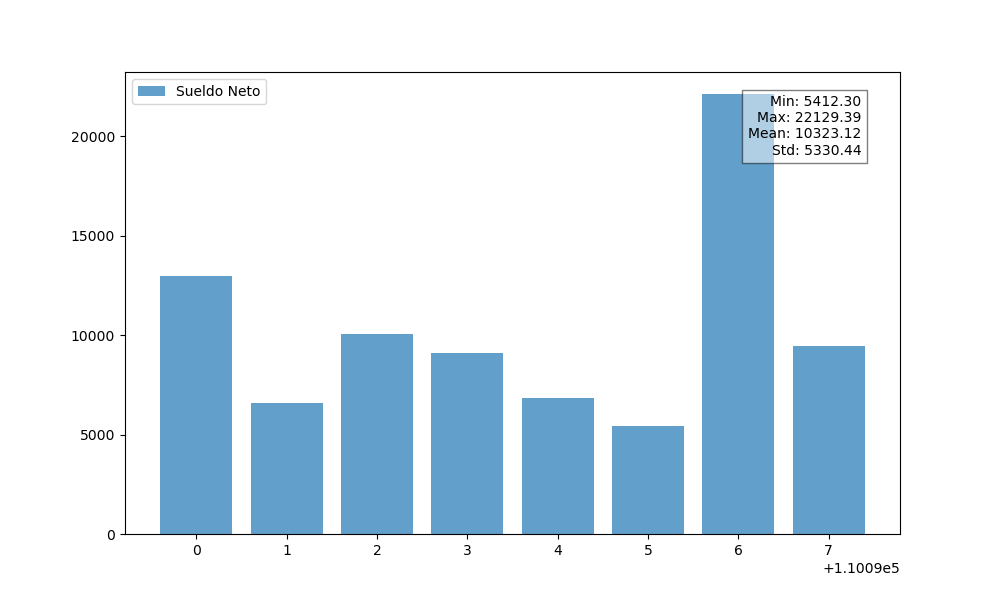 Sueldo Neto
Min: 5412.30
Max: 22129.39
Mean: 10323.12
Std: 5330.44
20000
15000
10000
5000
0
0 1 2 3 4 5 6 7
+1.1009e5